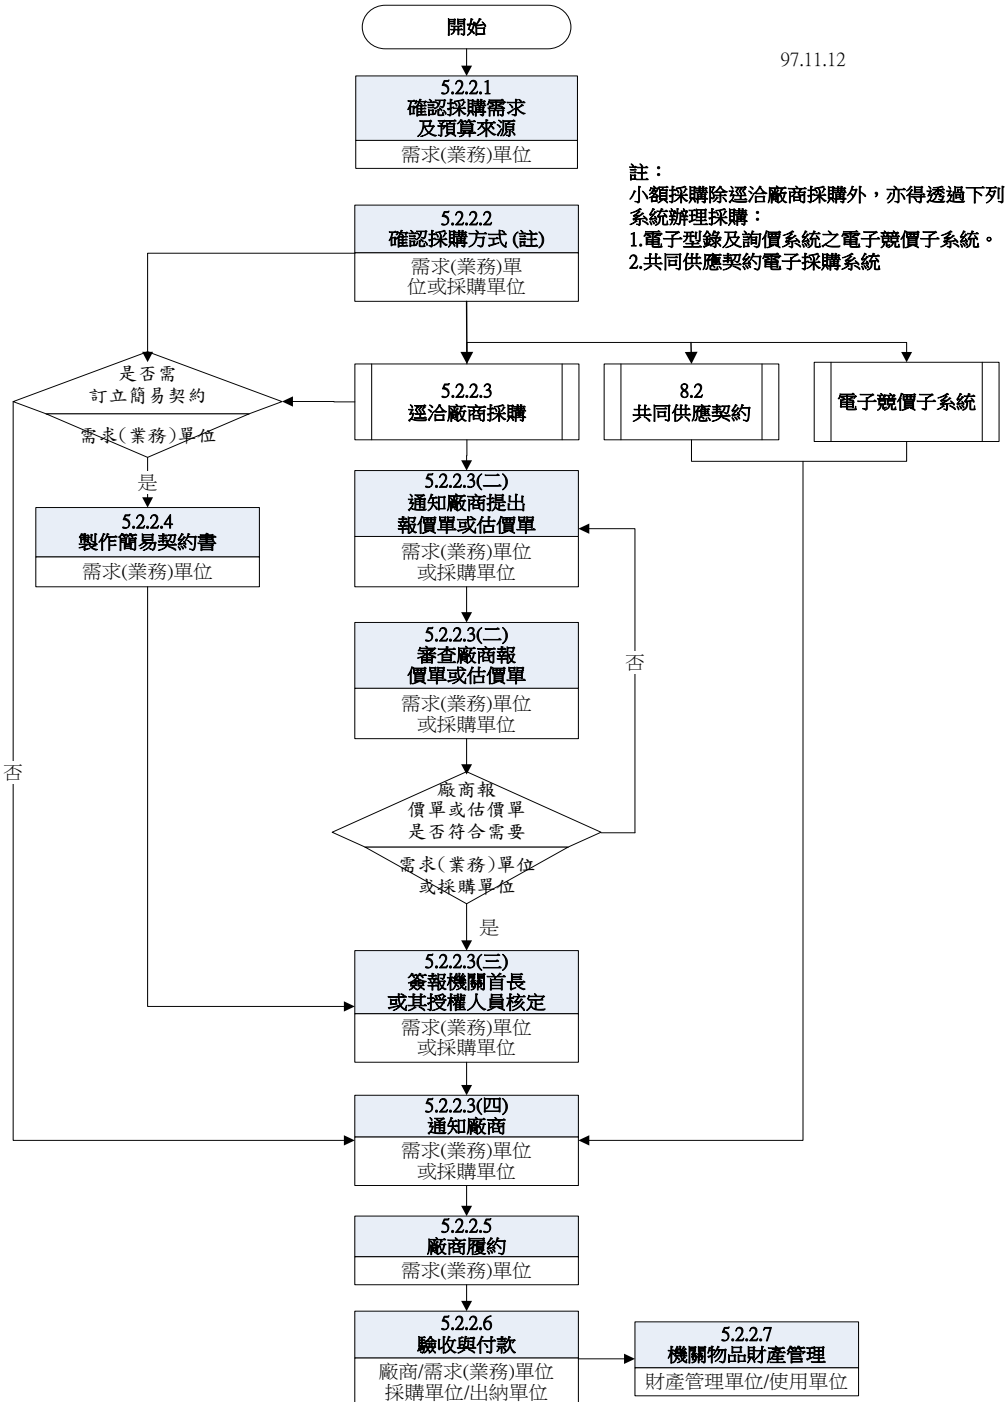 開始
97.11.12
5.2.2.1
確認採購需求
及預算來源
需求(業務)單位
註：
小額採購除逕洽廠商採購外，亦得透過下列
系統辦理採購：
1.電子型錄及詢價系統之電子競價子系統。
2.共同供應契約電子採購系統
5.2.2.2
確認採購方式 (註)
需求(業務)單
位或採購單位
是否需
訂立簡易契約
需求(業務)單位
5.2.2.3
逕洽廠商採購
8.2
共同供應契約
電子競價子系統
是
5.2.2.4
製作簡易契約書
需求(業務)單位
5.2.2.3(二)
通知廠商提出
報價單或估價單
需求(業務)單位
或採購單位
5.2.2.3(二)
審查廠商報
價單或估價單
需求(業務)單位
或採購單位
否
否
廠商報
價單或估價單
是否符合需要
需求(業務)單位
或採購單位
是
5.2.2.3(三)
簽報機關首長
或其授權人員核定
需求(業務)單位
或採購單位
5.2.2.3(四)
通知廠商
需求(業務)單位
或採購單位
5.2.2.5
廠商履約
需求(業務)單位
5.2.2.6
驗收與付款
廠商/需求(業務)單位
採購單位/出納單位
5.2.2.7
機關物品財產管理
財產管理單位/使用單位